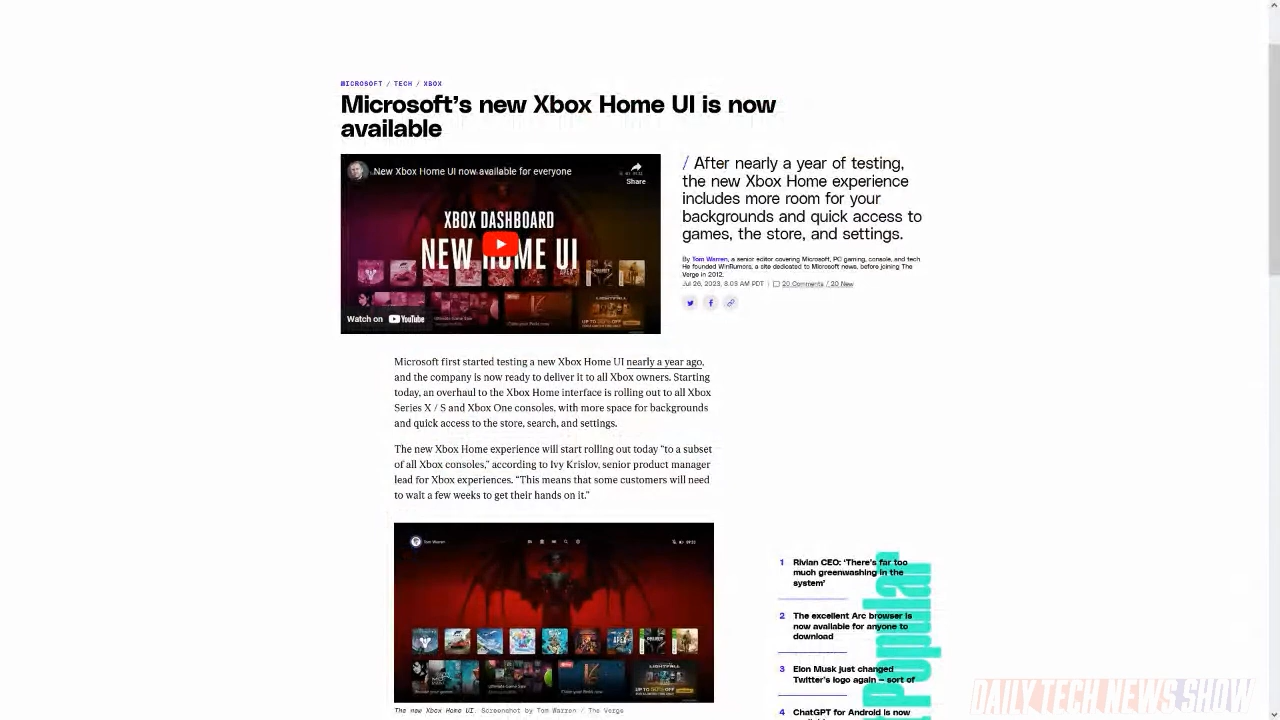 MICROSOFT / TECH / XBOX
Microsoft's new Xbox Home UI is now
available
New Xbox Home UI now available for everyone
Share
XBOX DASHBOARD
NEW HOME UI
Watch on YouTube
/ After nearly a year of testing,
the new Xbox Home experience
includes more room for your
backgrounds and quick access to
games, the store, and settings.
By Tom Warren, a senior editor covering Microsoft, PC gaming, console, and tech
He founded WinRumors, a site dedicated to Microsoft news, before joining The
Verge in 2012.
Jul 26, 2023, 8:03 AM PDT | 20 Comments / 20 New
Microsoft first started testing a new Xbox Home UI nearly a year ago,
and the company is now ready to deliver it to all Xbox owners. Starting
today, an overhaul to the Xbox Home interface is rolling out to all Xbox
Series X / S and Xbox One consoles, with more space for backgrounds
and quick access to the store, search, and settings.
The new Xbox Home experience will start rolling out today “to a subset
of all Xbox consoles,” according to Ivy Krislov, senior product manager
lead for Xbox experiences. “This means that some customers will need
to wait a few weeks to get their hands on it.”
Tom Warren
LIGHTFALL
The new Xbox Home UI. Screenshot by Tom Warren / The Verge
Popular
1 Rivian CEO: ‘There’s far too
much greenwashing in the
system’
2 The excellent Arc browser is
now available for anyone to
download
3 Elon Musk just changed
Twitter’s logo again — sort of
4 ChatGPT for Android is now